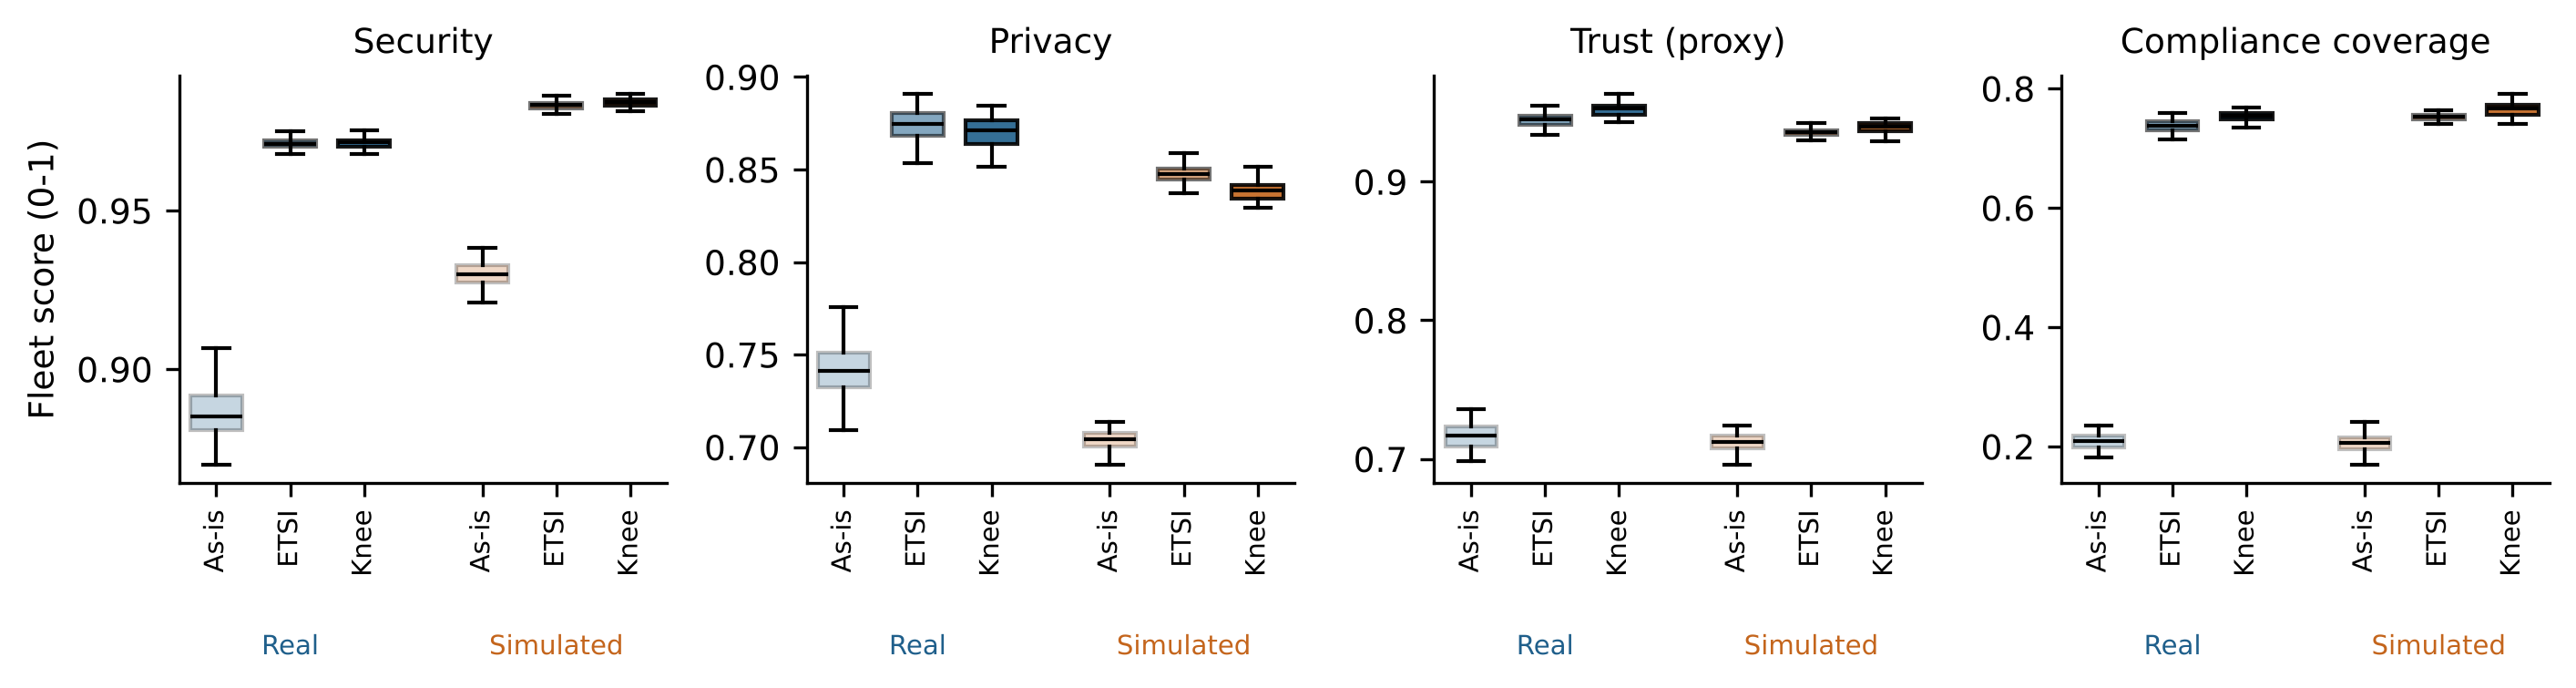 Security
Privacy
Trust (proxy)
Compliance coverage
Fleet score (0-1)
0.95
0.90
As-is
ETSI
Knee
As-is
ETSI
Knee
Real
Simulated
0.90
0.85
0.80
0.75
0.70
As-is
ETSI
Knee
As-is
ETSI
Knee
Real
Simulated
0.9
0.8
0.7
As-is
ETSI
Knee
As-is
ETSI
Knee
Real
Simulated
0.8
0.6
0.4
0.2
As-is
ETSI
Knee
As-is
ETSI
Knee
Real
Simulated